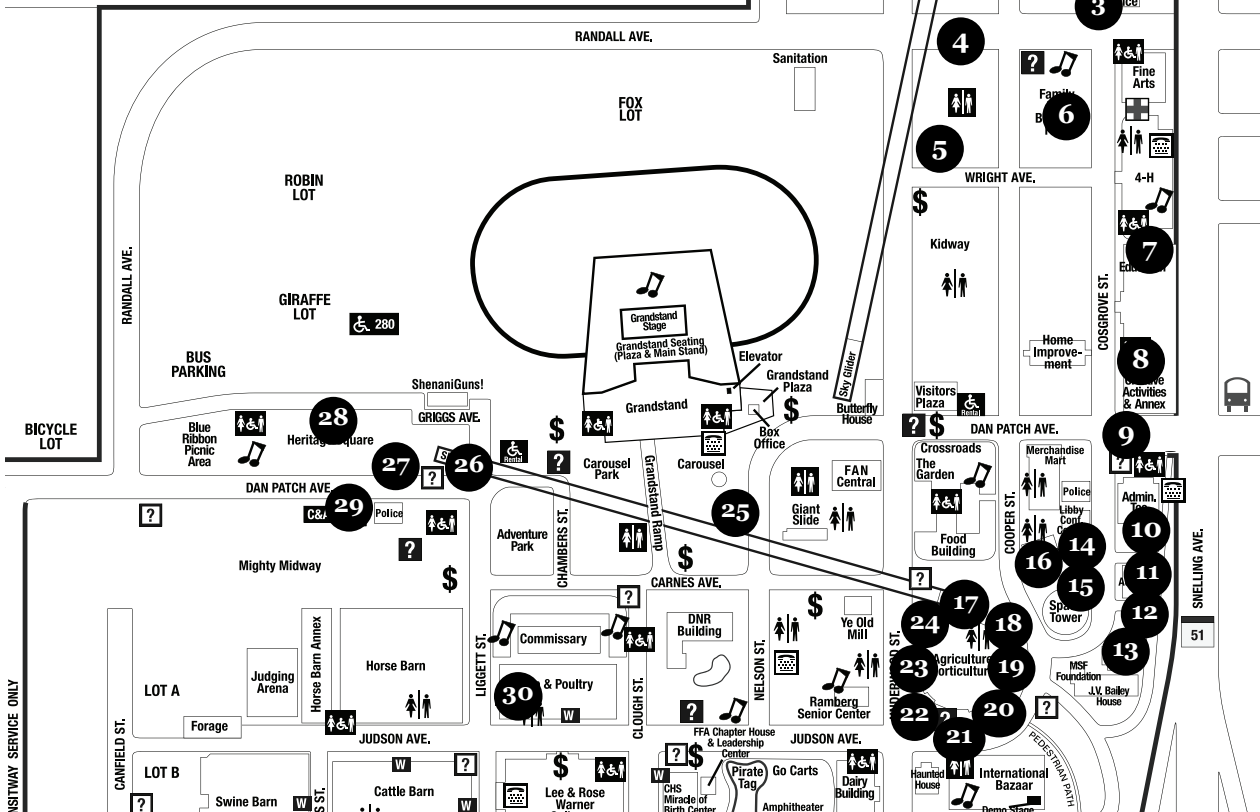 3
RANDALL AVE.
4
Sanitation
?
Fine
Arts
FOX
LOT
6
5
4-H
WRIGHT AVE.
ROBIN
LOT
$
Kidway
7
RANDALL AVE.
COSGROVE ST.
GIRAFFE
LOT
280
Grandstand
Stage
Grandstand Seating
(Plaza & Main Stand)
Home
Improve-
ment
8
Activities
& Annex
BUS
PARKING
Elevator
Grandstand
Plaza
Sky Glider
ShenaniGuns!
Grandstand
$
Box
Office
Butterfly
House
Visitors
Plaza
Rental
28
GRIGGS AVE.
Blue
Ribbon
Picnic
Area
BICYCLE
LOT
$
?
$
DAN PATCH AVE.
9
?
27
?
26
Rental
?
Carousel
Park
Grandstand Ramp
Carousel
FAN
Central
Crossroads
The
Garden
Merchandise
Mart
Police
Admin.
DAN PATCH AVE.
29
Police
?
?
25
Giant
Slide
Food
Building
COOPER ST.
Libby
Conf
10
14
16
15
11
Adventure
Park
CHAMBERS ST.
$
Mighty Midway
$
CARNES AVE.
?
?
17
Tower
12
SNELLING AVE.
51
Commissary
DNR
Building
$
Ye Old
Mill
24
18
13
LIGGETT ST.
NELSON ST.
23
19
MSF
Foundation
J.V. Bailey
House
Judging
Arena
Horse Barn Annex
Horse Barn
30
& Poultry
W
CLOUGH ST.
?
Ramberg
Senior Center
22
20
?
21
LOT A
Forage
CANFIELD ST.
JUDSON AVE.
FFA Chapter House
& Leadership
Center
JUDSON AVE.
PEDESTRIAN PATH
LOT B
?
Swine Barn
W
W
Cattle Barn
?
W
$
Lee & Rose
Warner
?
$
W
CHS
Miracle of
Birth Center
Pirate
Tag
Go Carts
Amphitheater
Dairy
Building
Haunted
House
International
Bazaar
Demo Stage